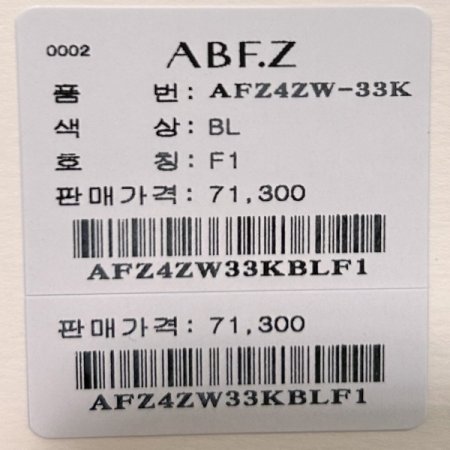 0002 ABF.Z
품 번 : AFZ4ZW-33K
색 상 : BL
호 칭 : F1
판매가격 : 71,300
AFZ4ZW33KBLF1
판매가격 : 71,300
AFZ4ZW33KBLF1